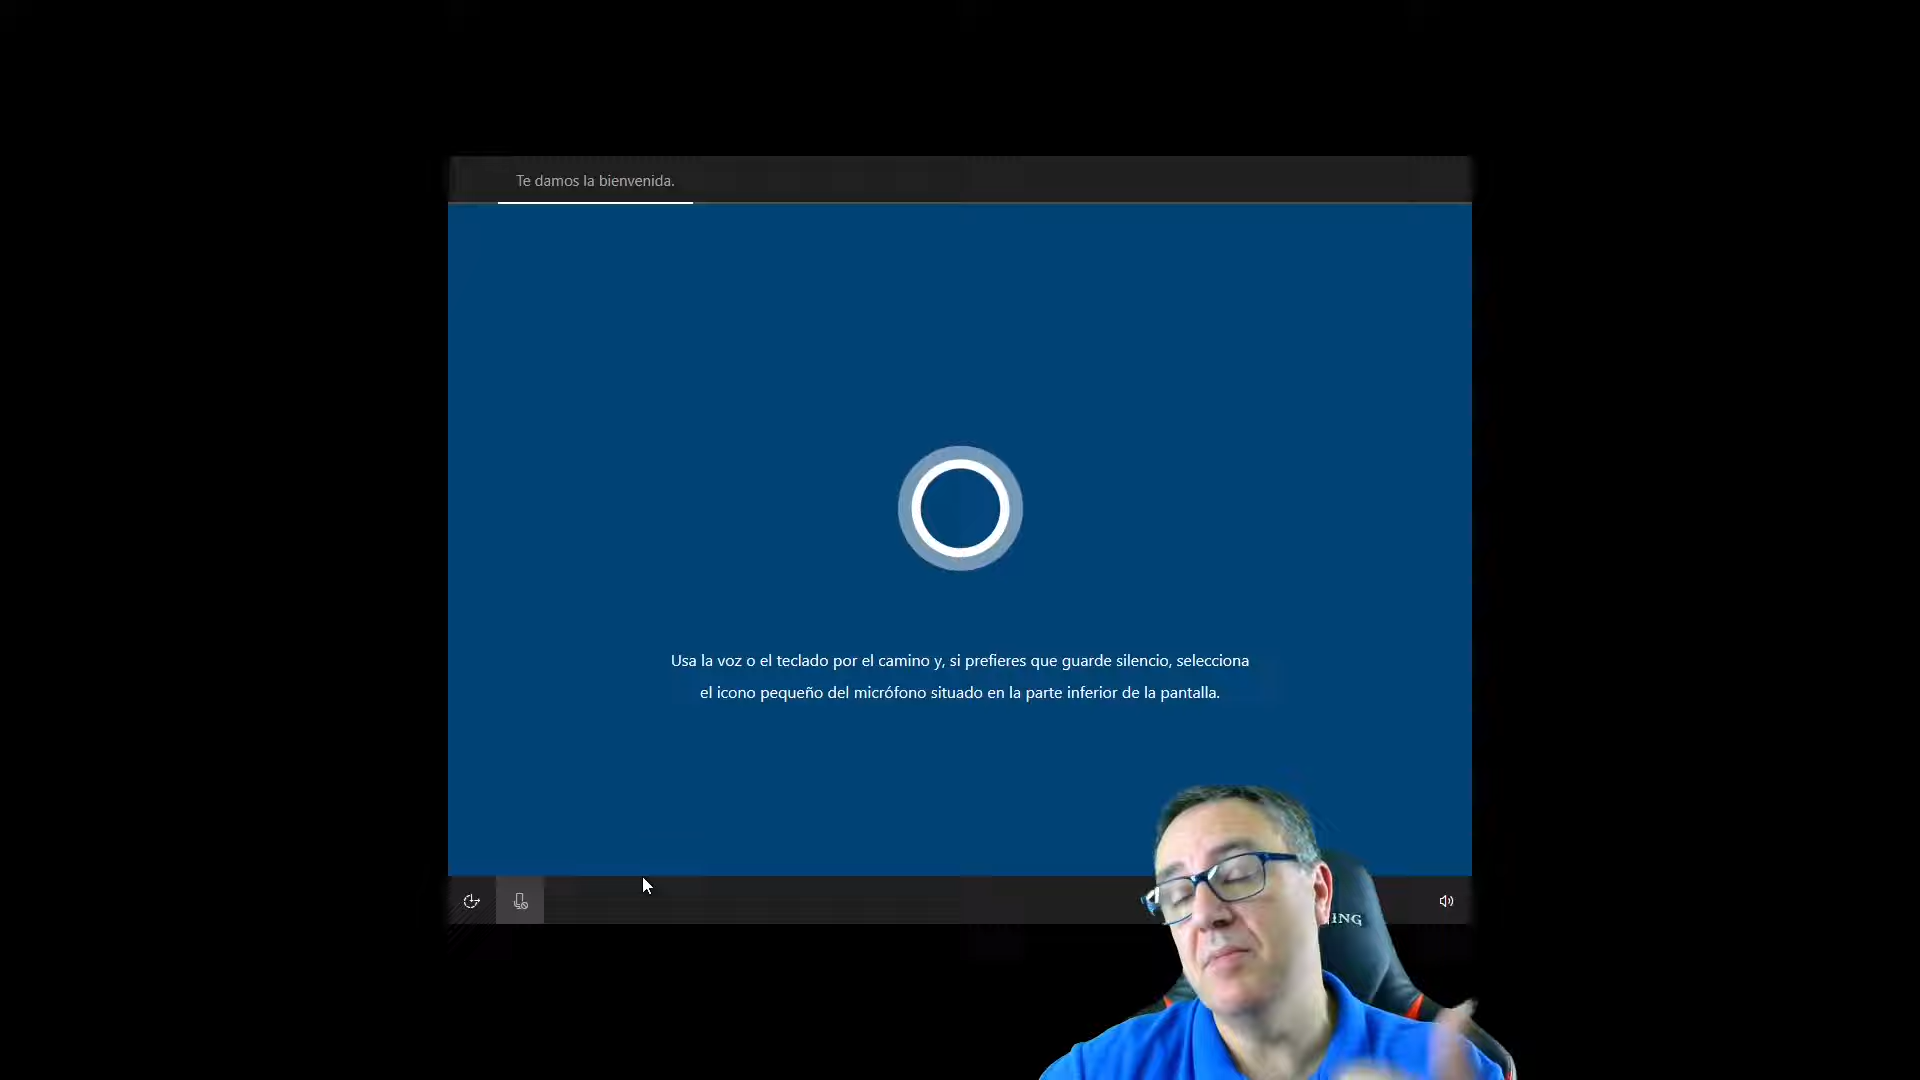 Te damos la bienvenida.
Usa la voz o el teclado por el camino y, si prefieres que guarde silencio, selecciona
el icono pequeño del micrófono situado en la parte inferior de la pantalla.
ING